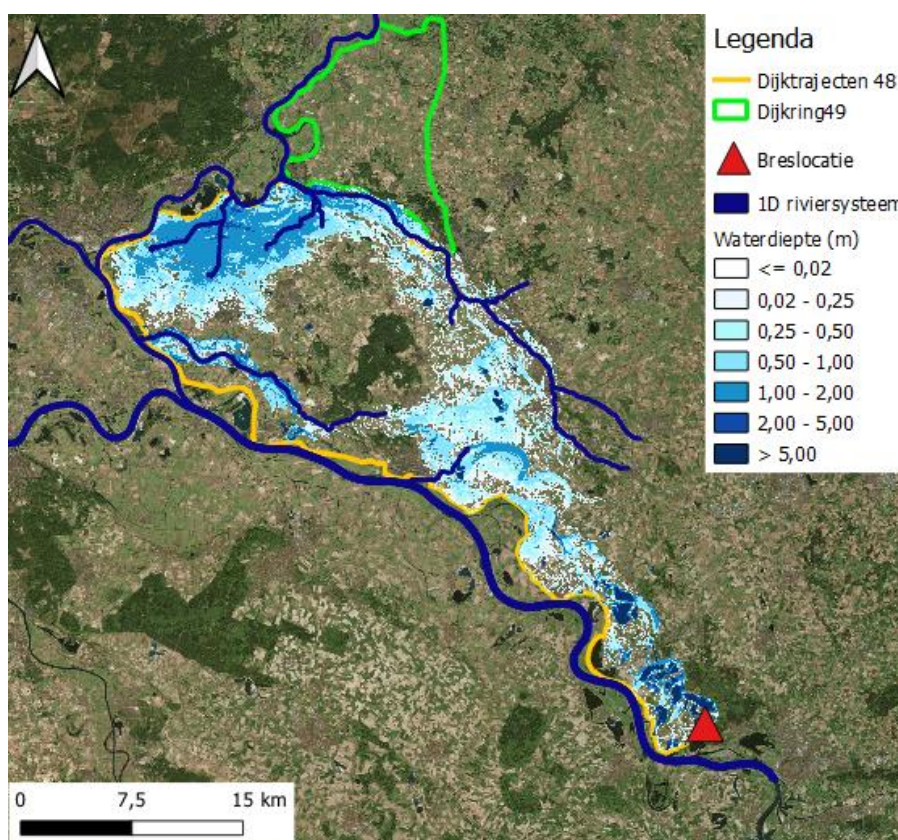 Legenda
Dijktrajecten 48
Dijkring49
Breslocatie
1D riviersysteem
Waterdiepte (m)
<= 0,02
0,02 - 0,25
0,25 - 0,50
0,50 - 1,00
1,00 - 2,00
2,00 - 5,00
> 5,00
0 7,5 15 km